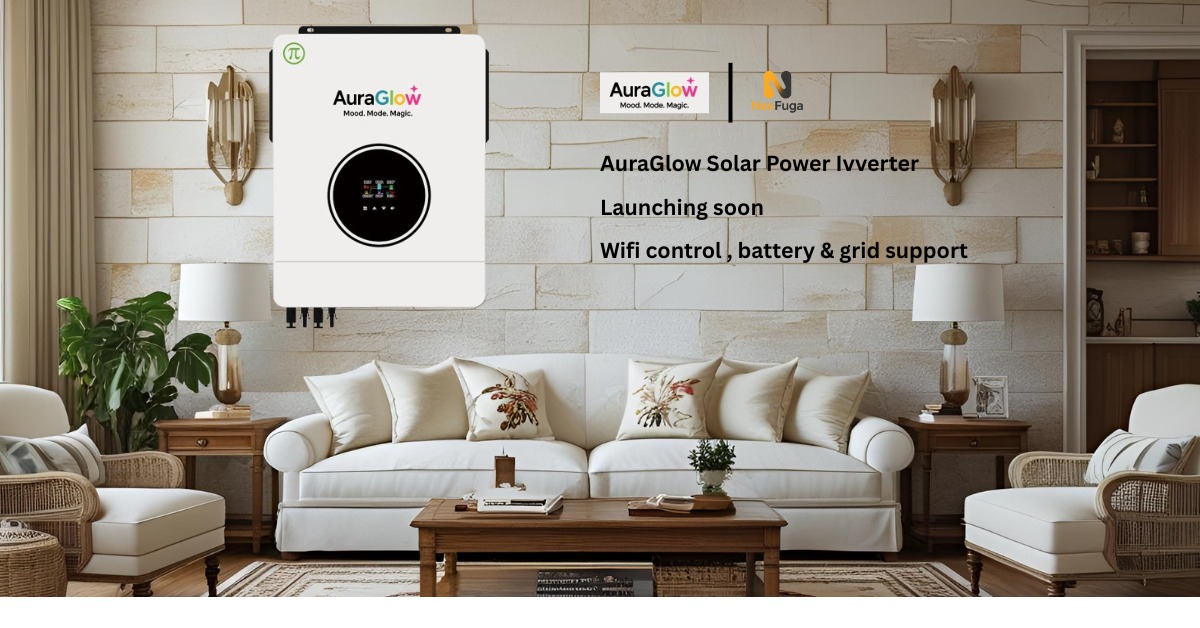 π
AuraGlow
Mood. Mode. Magic.
AuraGlow
Mood. Mode. Magic.
Fuga
AuraGlow Solar Power Ivverter
Launching soon
Wifi control , battery & grid support